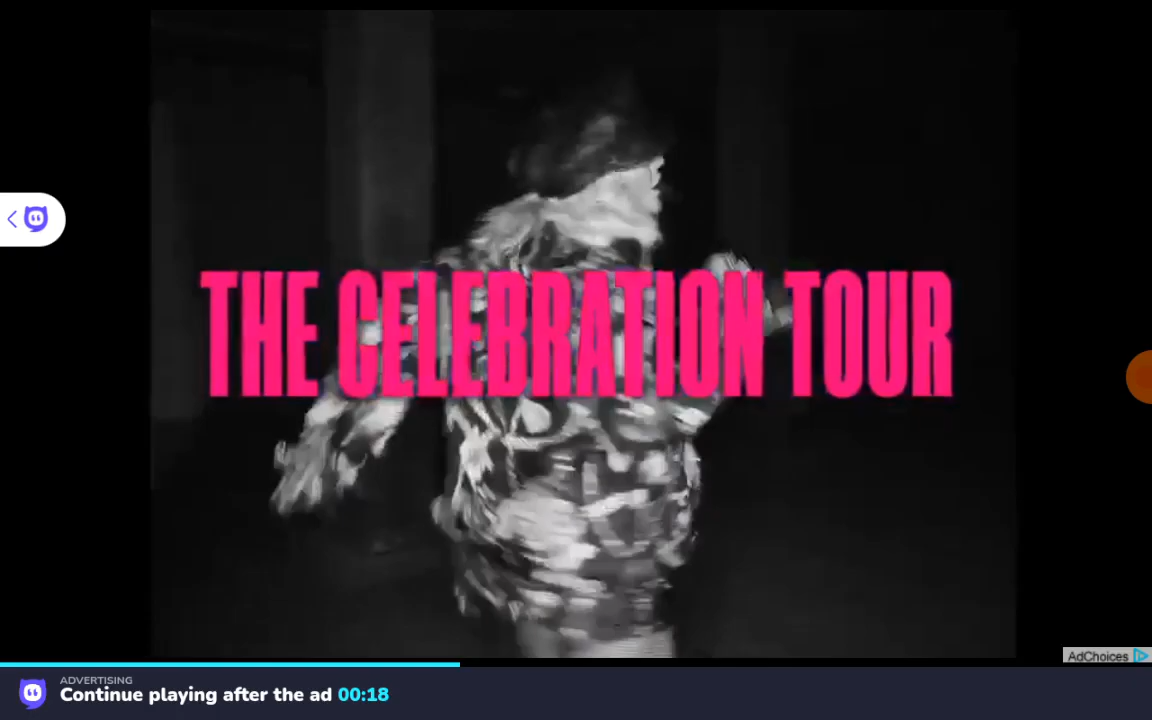 THE CELEBRATION TOUR
AdChoices
ADVERTISING
Continue playing after the ad 00:18